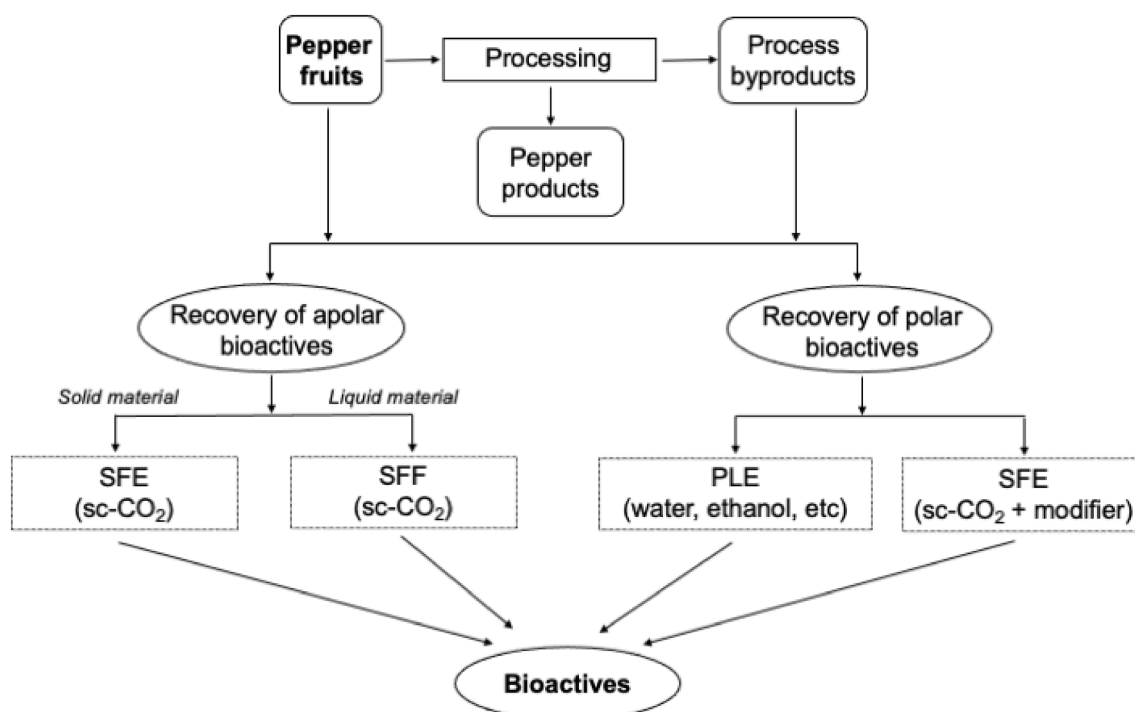 Pepper
fruits
Processing
Process
byproducts
Pepper
products
Recovery of apolar
bioactives
Recovery of polar
bioactives
Solid material
Liquid material
SFE
(sc-CO₂)
SFF
(sc-CO₂)
PLE
(water, ethanol, etc)
SFE
(sc-CO₂ + modifier)
Bioactives